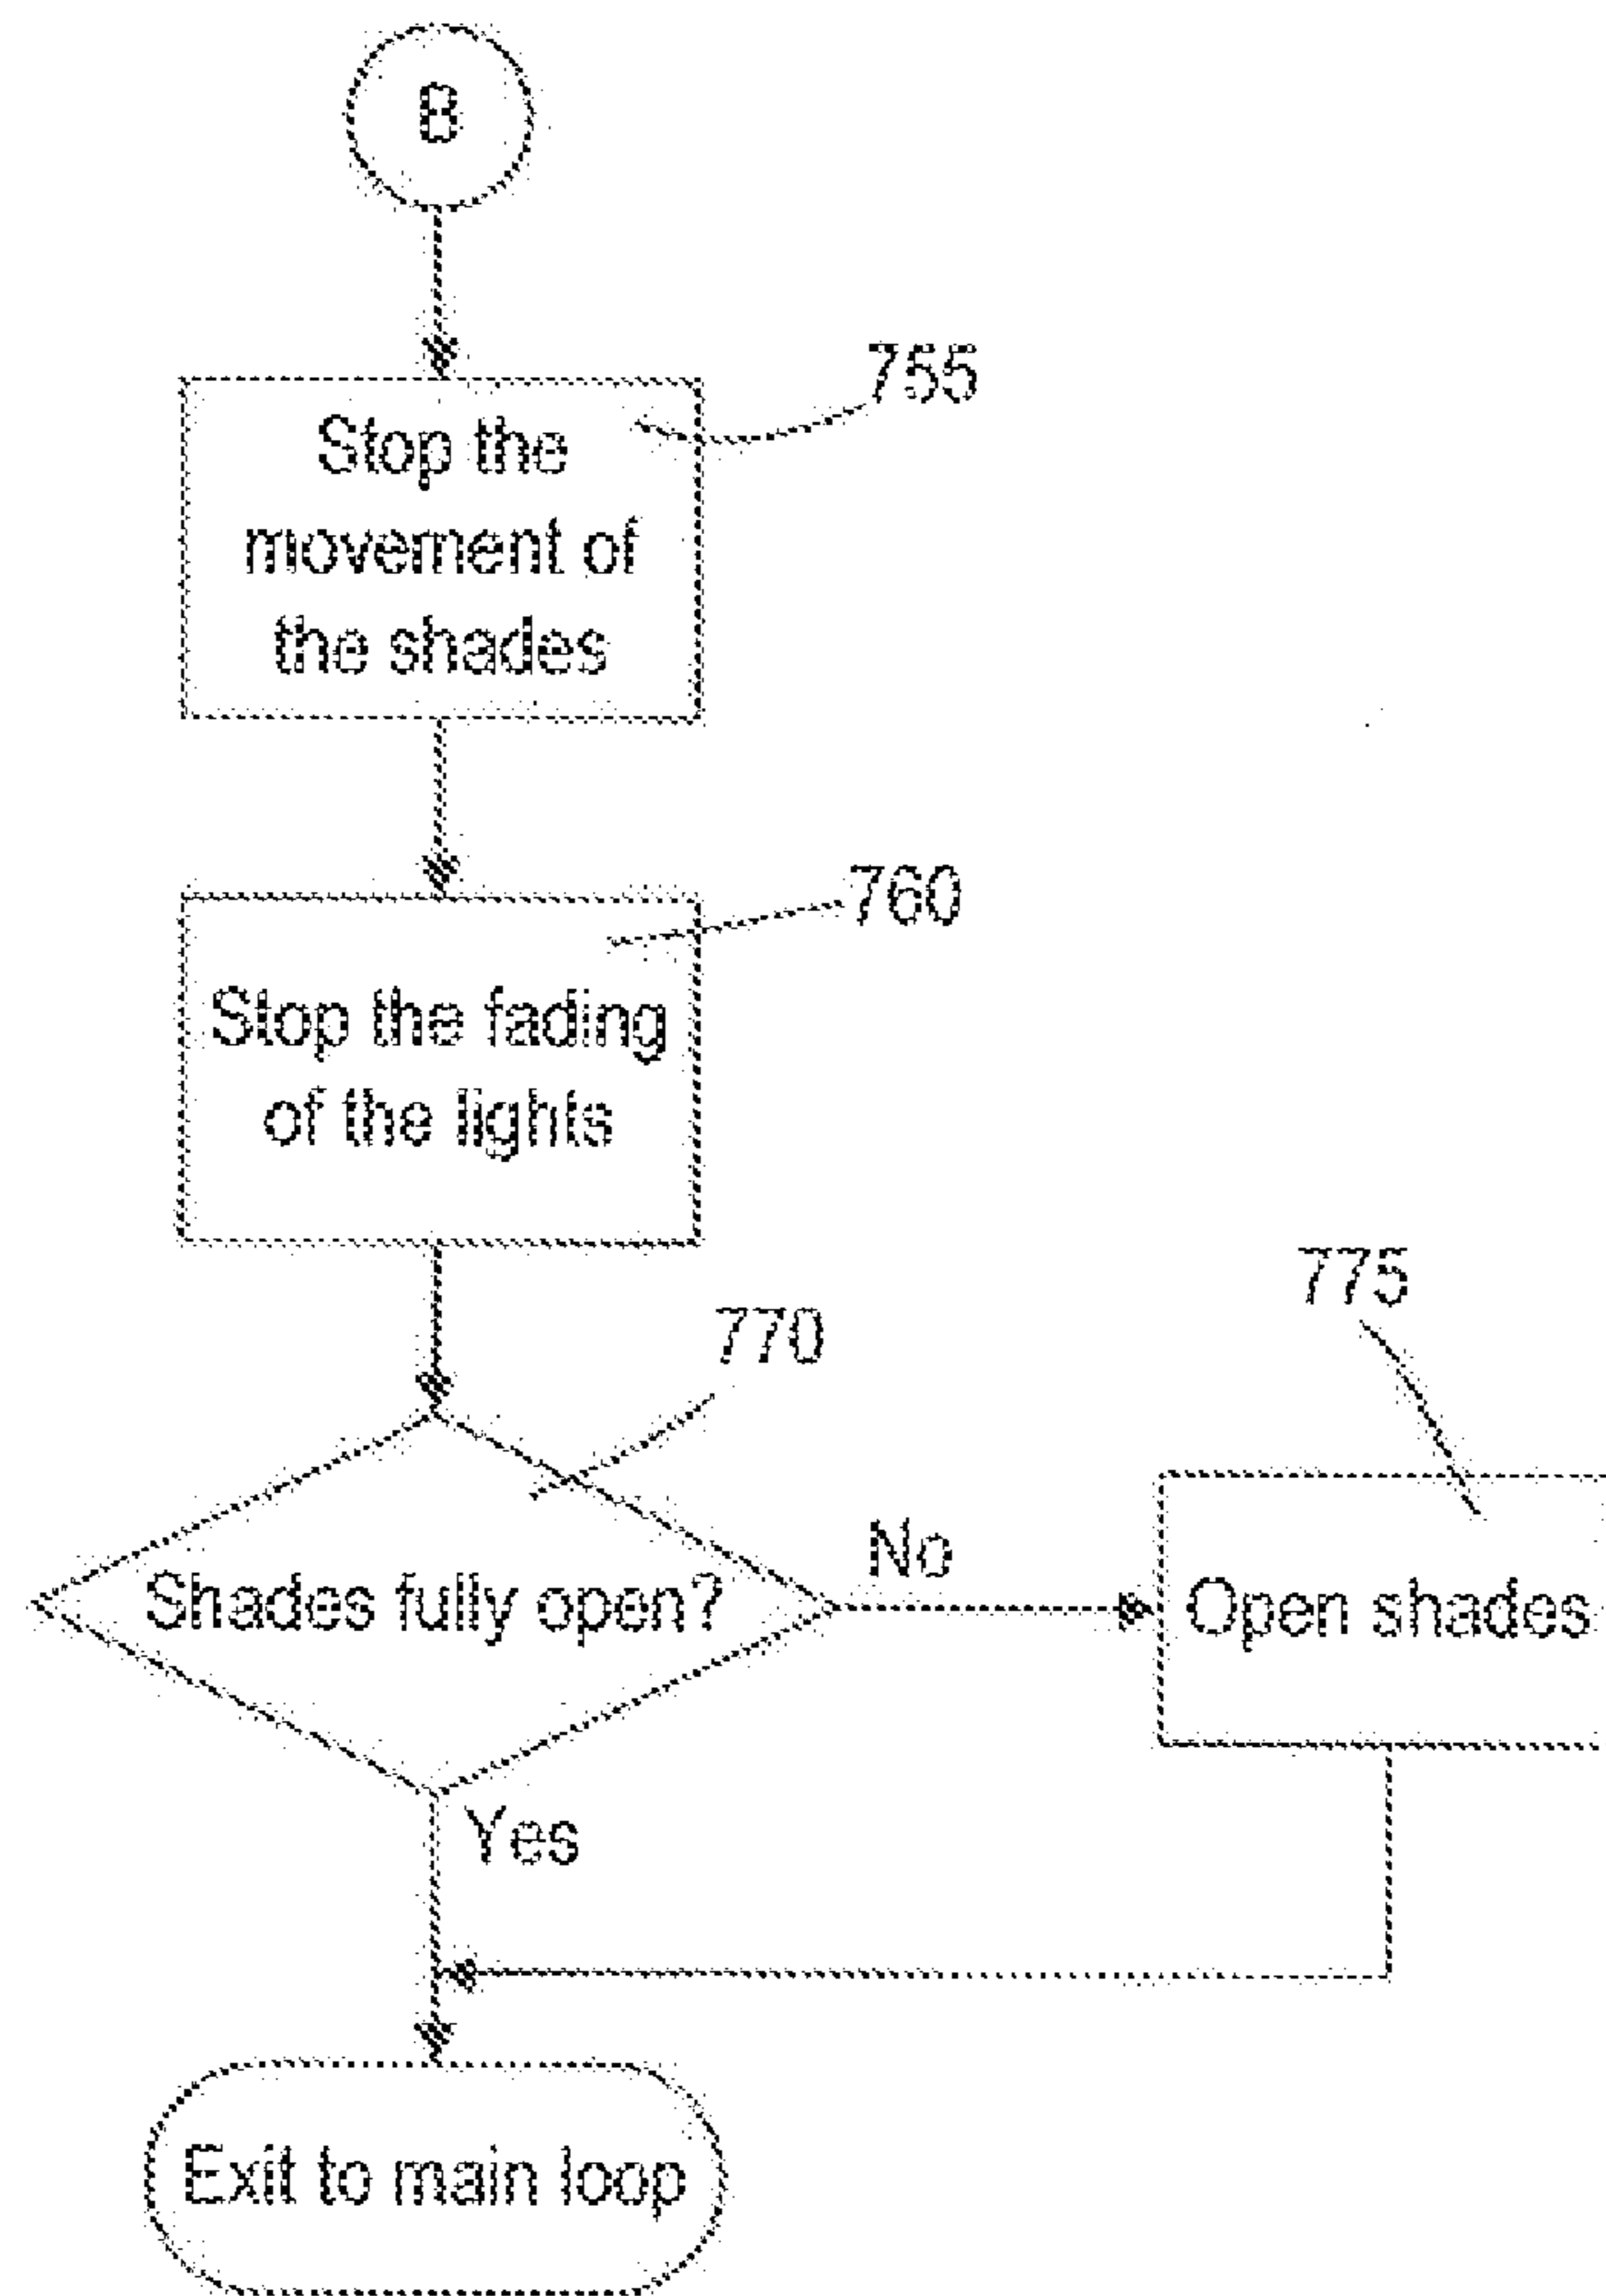 B
755
Stop the
movement of
the shades
760
Stop the fading
of the lights
770
775
Shades fully open?
No
Open shades
Yes
Exit to main loop